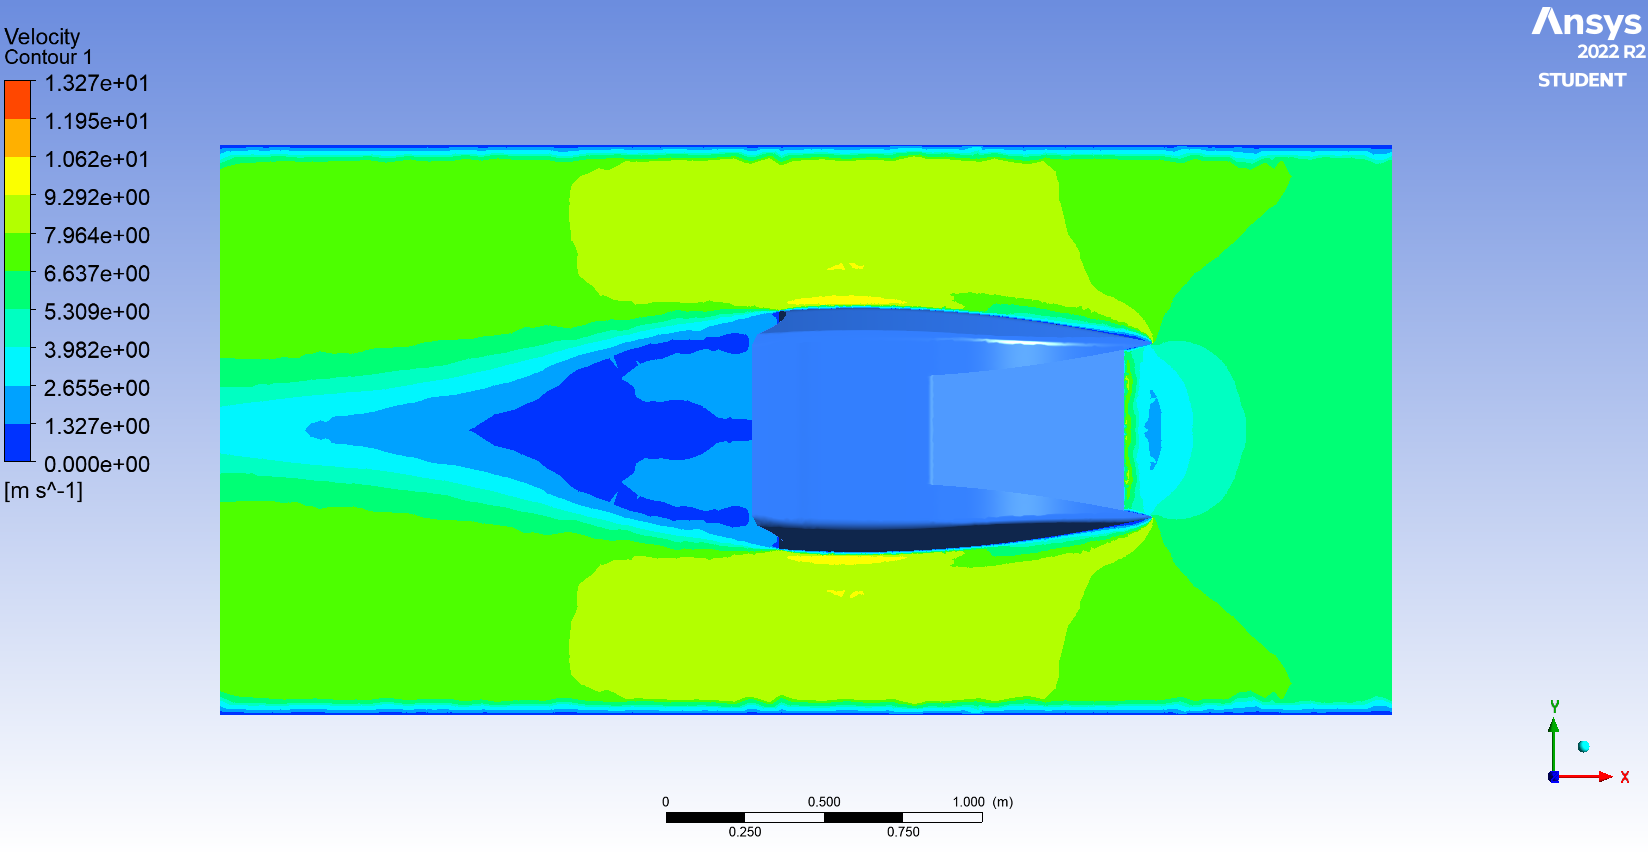 Velocity
Contour 1
1.327e+01
1.195e+01
1.062e+01
9.292e+00
7.964e+00
6.637e+00
5.309e+00
3.982e+00
2.655e+00
1.327e+00
0.000e+00
[m s^-1]
Ansys
2022 R2
STUDENT
0 0.500 1.000 (m)
0.250 0.750
Y
X